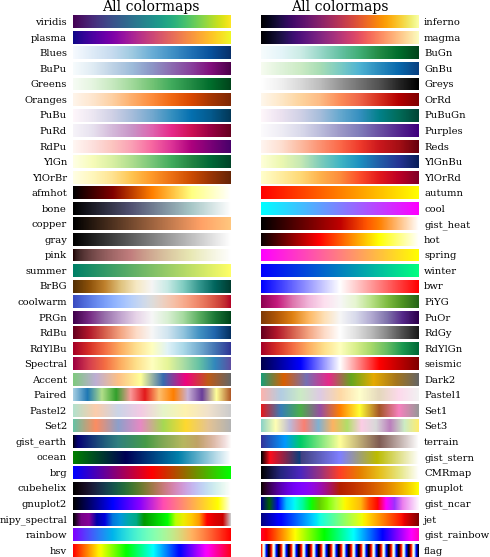 All colormaps All colormaps
viridis inferno
plasma magma
Blues BuGn
BuPu GnBu
Greens Greys
Oranges OrRd
PuBu PuBuGn
PuRd Purples
RdPu Reds
YlGn YlGnBu
YlOrBr YlOrRd
afmhot autumn
bone cool
copper gist_heat
gray hot
pink spring
summer winter
BrBG bwr
coolwarm PiYG
PRGn PuOr
RdBu RdGy
RdYlBu RdYlGn
Spectral seismic
Accent Dark2
Paired Pastel1
Pastel2 Set1
Set2 Set3
gist_earth terrain
ocean gist_stern
brg CMRmap
cubehelix gnuplot
gnuplot2 gist_ncar
nipy_spectral jet
rainbow gist_rainbow
hsv flag